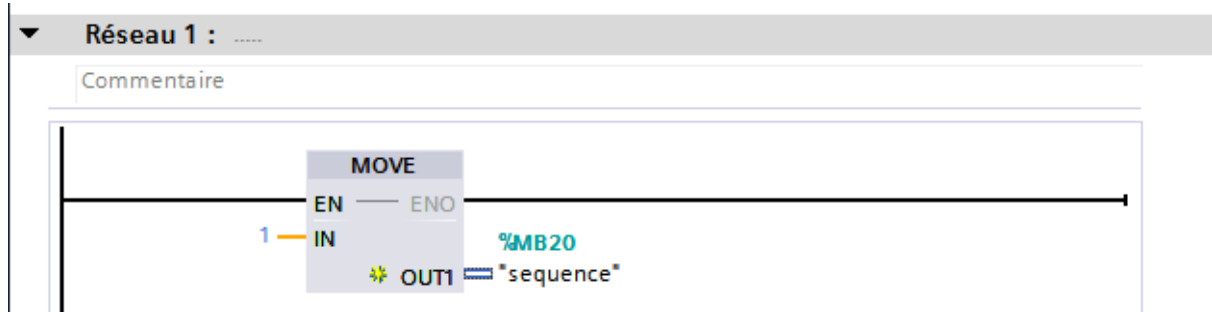 Réseau 1 : .....
Commentaire
MOVE
EN ENO
1 IN
%MB20
OUT1 "sequence"